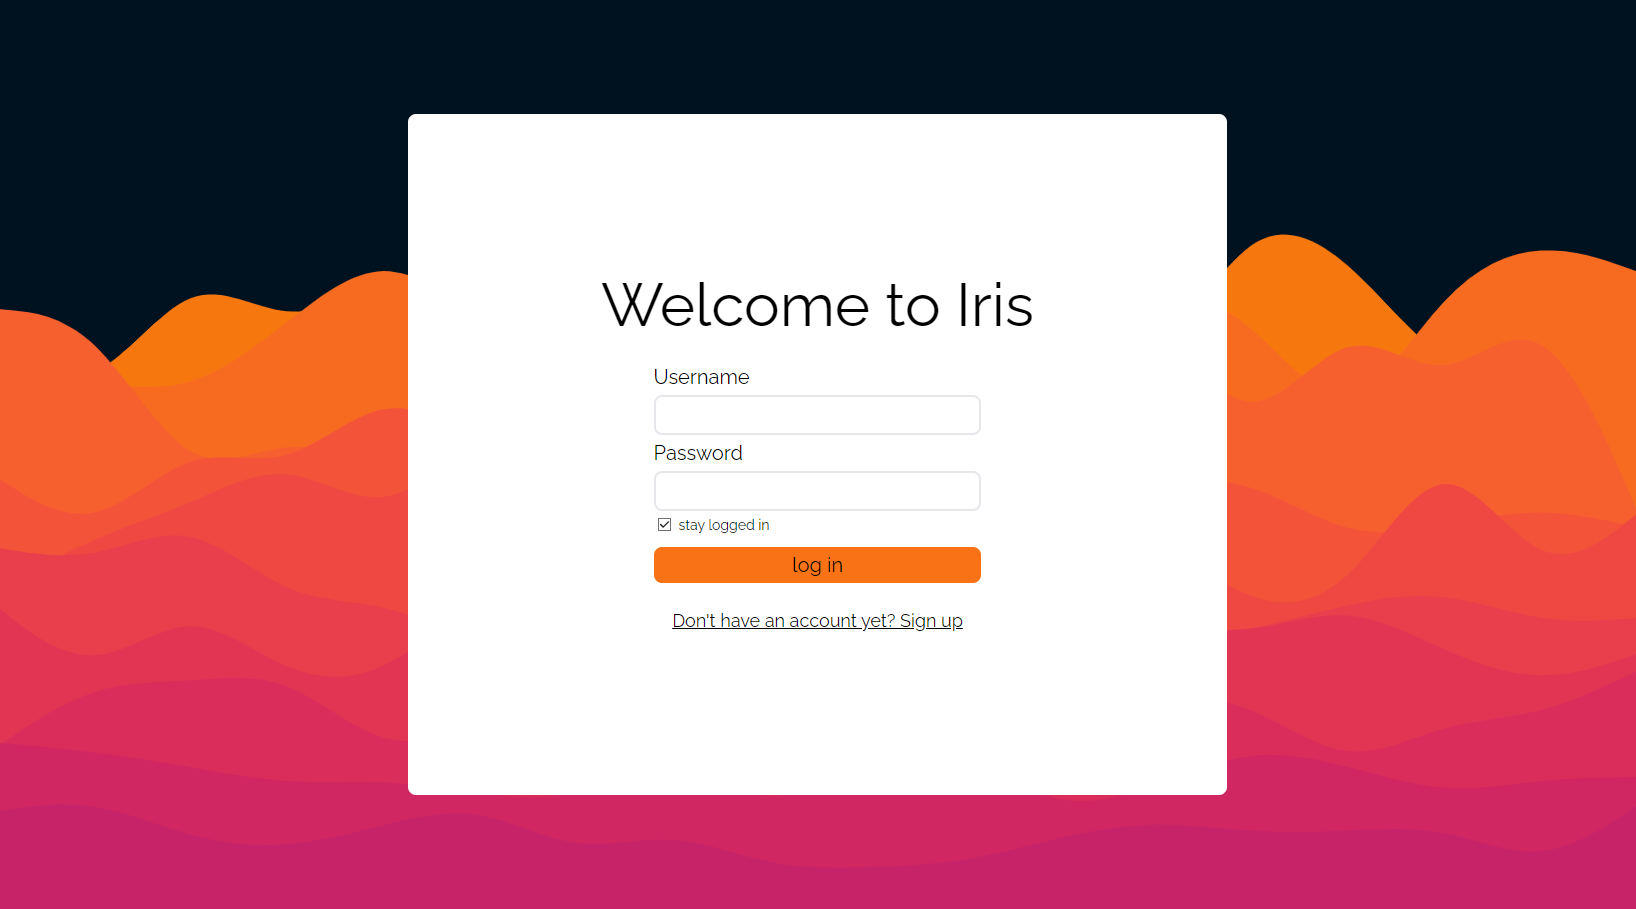 Welcome to Iris
Username
Password
stay logged in
log in
Don't have an account yet? Sign up